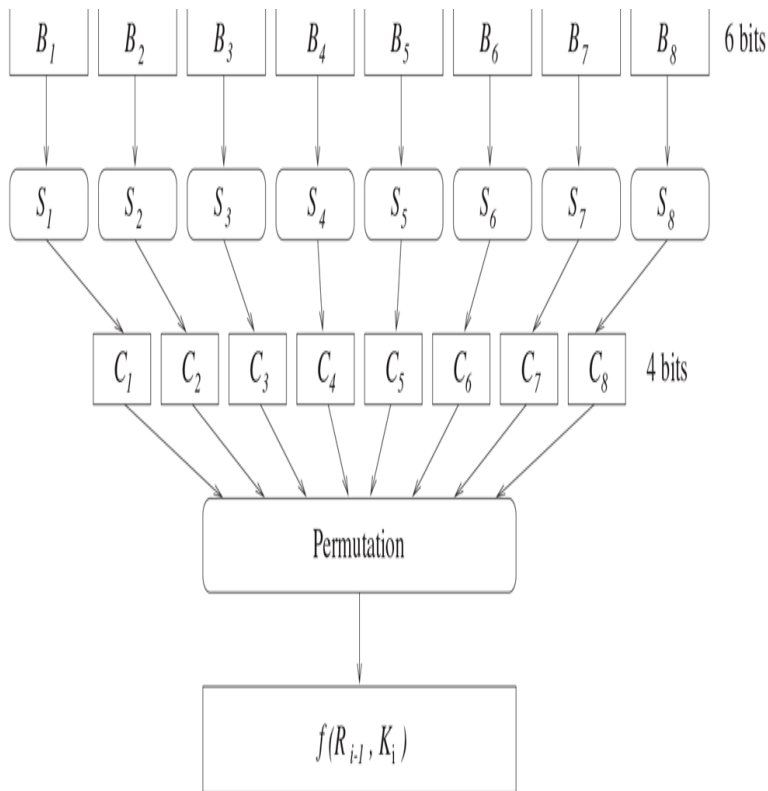 B1 B2 B3 B4 B5 B6 B7 B8 6 bits
S1 S2 S3 S4 S5 S6 S7 S8
C1 C2 C3 C4 C5 C6 C7 C8 4 bits
Permutation
f(Ri-1, Ki)